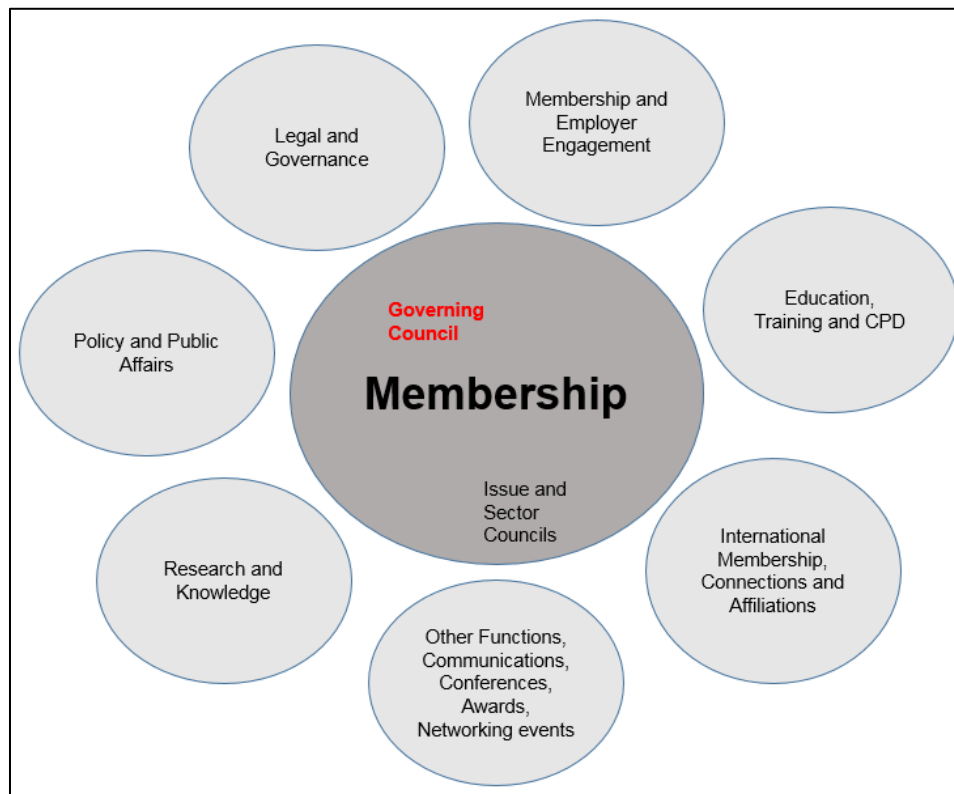 Membership and
Employer
Engagement
Legal and
Governance
Education,
Training and CPD
Governing
Council
Policy and Public
Affairs
Membership
Issue and
Sector
Councils
International
Membership,
Connections and
Affiliations
Research and
Knowledge
Other Functions,
Communications,
Conferences,
Awards,
Networking events